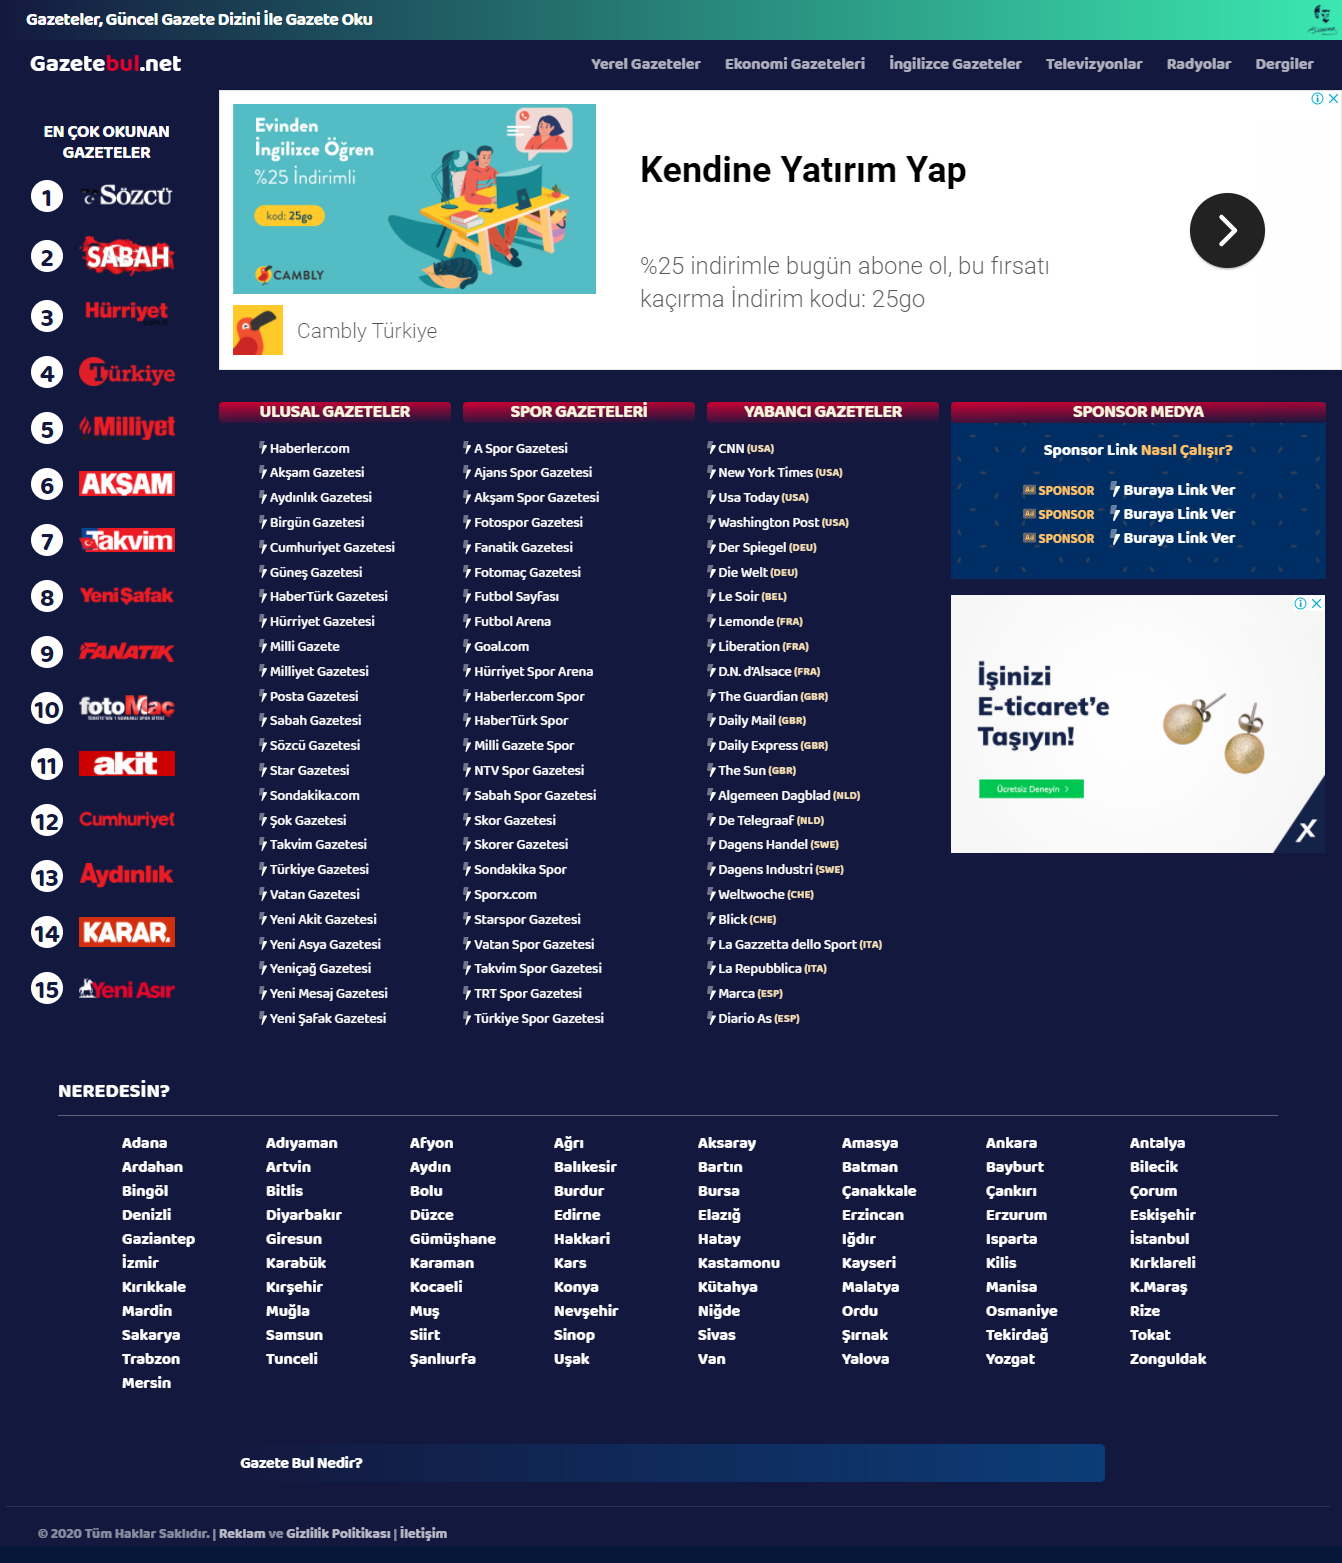 Gazeteler, Güncel Gazete Dizini İle Gazete Oku
Gazetebul.net
Yerel Gazeteler Ekonomi Gazeteleri İngilizce Gazeteler Televizyonlar Radyolar Dergiler
EN ÇOK OKUNAN
GAZETELER
1 SÖZCÜ
2 SABAH
3 Hürriyet
4 Türkiye
5 Milliyet
6 AKŞAM
7 Takvim
8 YeniŞafak
9 FANATİK
10 fotoMaç
11 akit
12 Cumhuriyet
13 Aydınlık
14 KARAR.
15 Yeni Asır
Evinden
İngilizce Öğren
%25 İndirimli
kod: 25go
CAMBLY
Cambly Türkiye
Kendine Yatırım Yap
%25 indirimle bugün abone ol, bu fırsatı
kaçırma İndirim kodu: 25go
ULUSAL GAZETELER
Haberler.com
Akşam Gazetesi
Aydınlık Gazetesi
Birgün Gazetesi
Cumhuriyet Gazetesi
Güneş Gazetesi
HaberTürk Gazetesi
Hürriyet Gazetesi
Milli Gazete
Milliyet Gazetesi
Posta Gazetesi
Sabah Gazetesi
Sözcü Gazetesi
Star Gazetesi
Sondakika.com
Şok Gazetesi
Takvim Gazetesi
Türkiye Gazetesi
Vatan Gazetesi
Yeni Akit Gazetesi
Yeni Asya Gazetesi
Yeniçağ Gazetesi
Yeni Mesaj Gazetesi
Yeni Şafak Gazetesi
SPOR GAZETELERİ
A Spor Gazetesi
Ajans Spor Gazetesi
Akşam Spor Gazetesi
Fotospor Gazetesi
Fanatik Gazetesi
Fotomaç Gazetesi
Futbol Sayfası
Futbol Arena
Goal.com
Hürriyet Spor Arena
Haberler.com Spor
HaberTürk Spor
Milli Gazete Spor
NTV Spor Gazetesi
Sabah Spor Gazetesi
Skor Gazetesi
Skorer Gazetesi
Sondakika Spor
Sporx.com
Starspor Gazetesi
Vatan Spor Gazetesi
Takvim Spor Gazetesi
TRT Spor Gazetesi
Türkiye Spor Gazetesi
YABANCI GAZETELER
CNN (USA)
New York Times (USA)
Usa Today (USA)
Washington Post (USA)
Der Spiegel (DEU)
Die Welt (DEU)
Le Soir (BEL)
Lemonde (FRA)
Liberation (FRA)
D.N. d'Alsace (FRA)
The Guardian (GBR)
Daily Mail (GBR)
Daily Express (GBR)
The Sun (GBR)
Algemeen Dagblad (NLD)
De Telegraaf (NLD)
Dagens Handel (SWE)
Dagens Industri (SWE)
Weltwoche (CHE)
Blick (CHE)
La Gazzetta dello Sport (ITA)
La Repubblica (ITA)
Marca (ESP)
Diario As (ESP)
SPONSOR MEDYA
Sponsor Link Nasıl Çalışır?
Ad SPONSOR Buraya Link Ver
Ad SPONSOR Buraya Link Ver
Ad SPONSOR Buraya Link Ver
İşinizi
E-ticaret'e
Taşıyın!
Ücretsiz Deneyin
NEREDESİN?
Adana Adıyaman Afyon Ağrı Aksaray Amasya Ankara Antalya
Ardahan Artvin Aydın Balıkesir Bartın Batman Bayburt Bilecik
Bingöl Bitlis Bolu Burdur Bursa Çanakkale Çankırı Çorum
Denizli Diyarbakır Düzce Edirne Elazığ Erzincan Erzurum Eskişehir
Gaziantep Giresun Gümüşhane Hakkari Hatay Iğdır Isparta İstanbul
İzmir Karabük Karaman Kars Kastamonu Kayseri Kilis Kırklareli
Kırıkkale Kırşehir Kocaeli Konya Kütahya Malatya Manisa K.Maraş
Mardin Muğla Muş Nevşehir Niğde Ordu Osmaniye Rize
Sakarya Samsun Siirt Sinop Sivas Şırnak Tekirdağ Tokat
Trabzon Tunceli Şanlıurfa Uşak Van Yalova Yozgat Zonguldak
Mersin
Gazete Bul Nedir?
© 2020 Tüm Haklar Saklıdır. | Reklam ve Gizlilik Politikası | İletişim